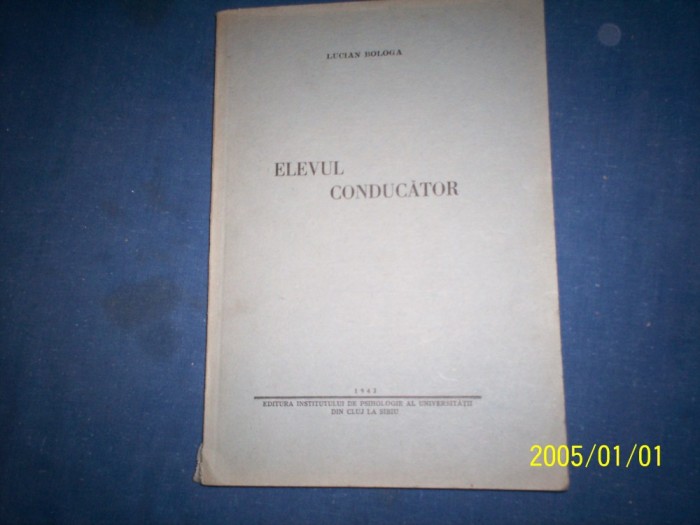 LUCIAN BOLOGA
ELEVUL
CONDUCĂTOR
EDITURA INSTITUTULUI DE PSIHOLOGIE AL UNIVERSITĂȚII
DIN CLUJ LA SIBIU
2005/01/01